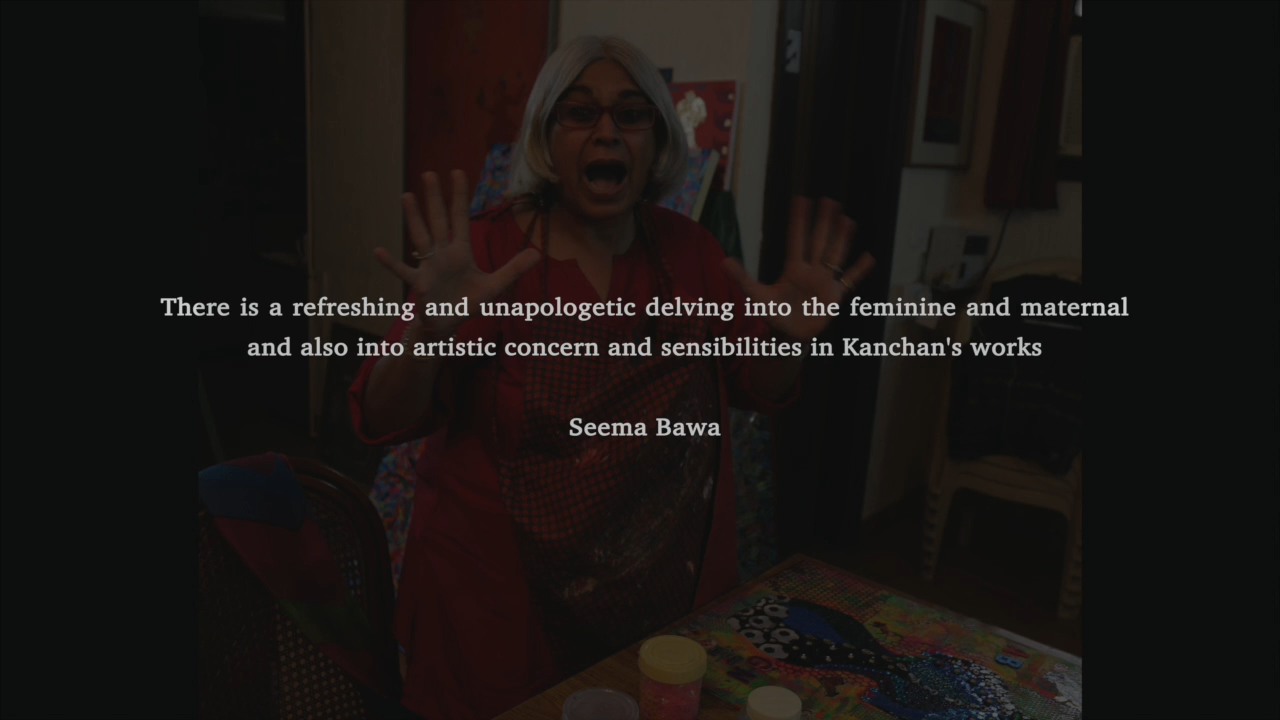 There is a refreshing and unapologetic delving into the feminine and maternal
and also into artistic concern and sensibilities in Kanchan's works
Seema Bawa